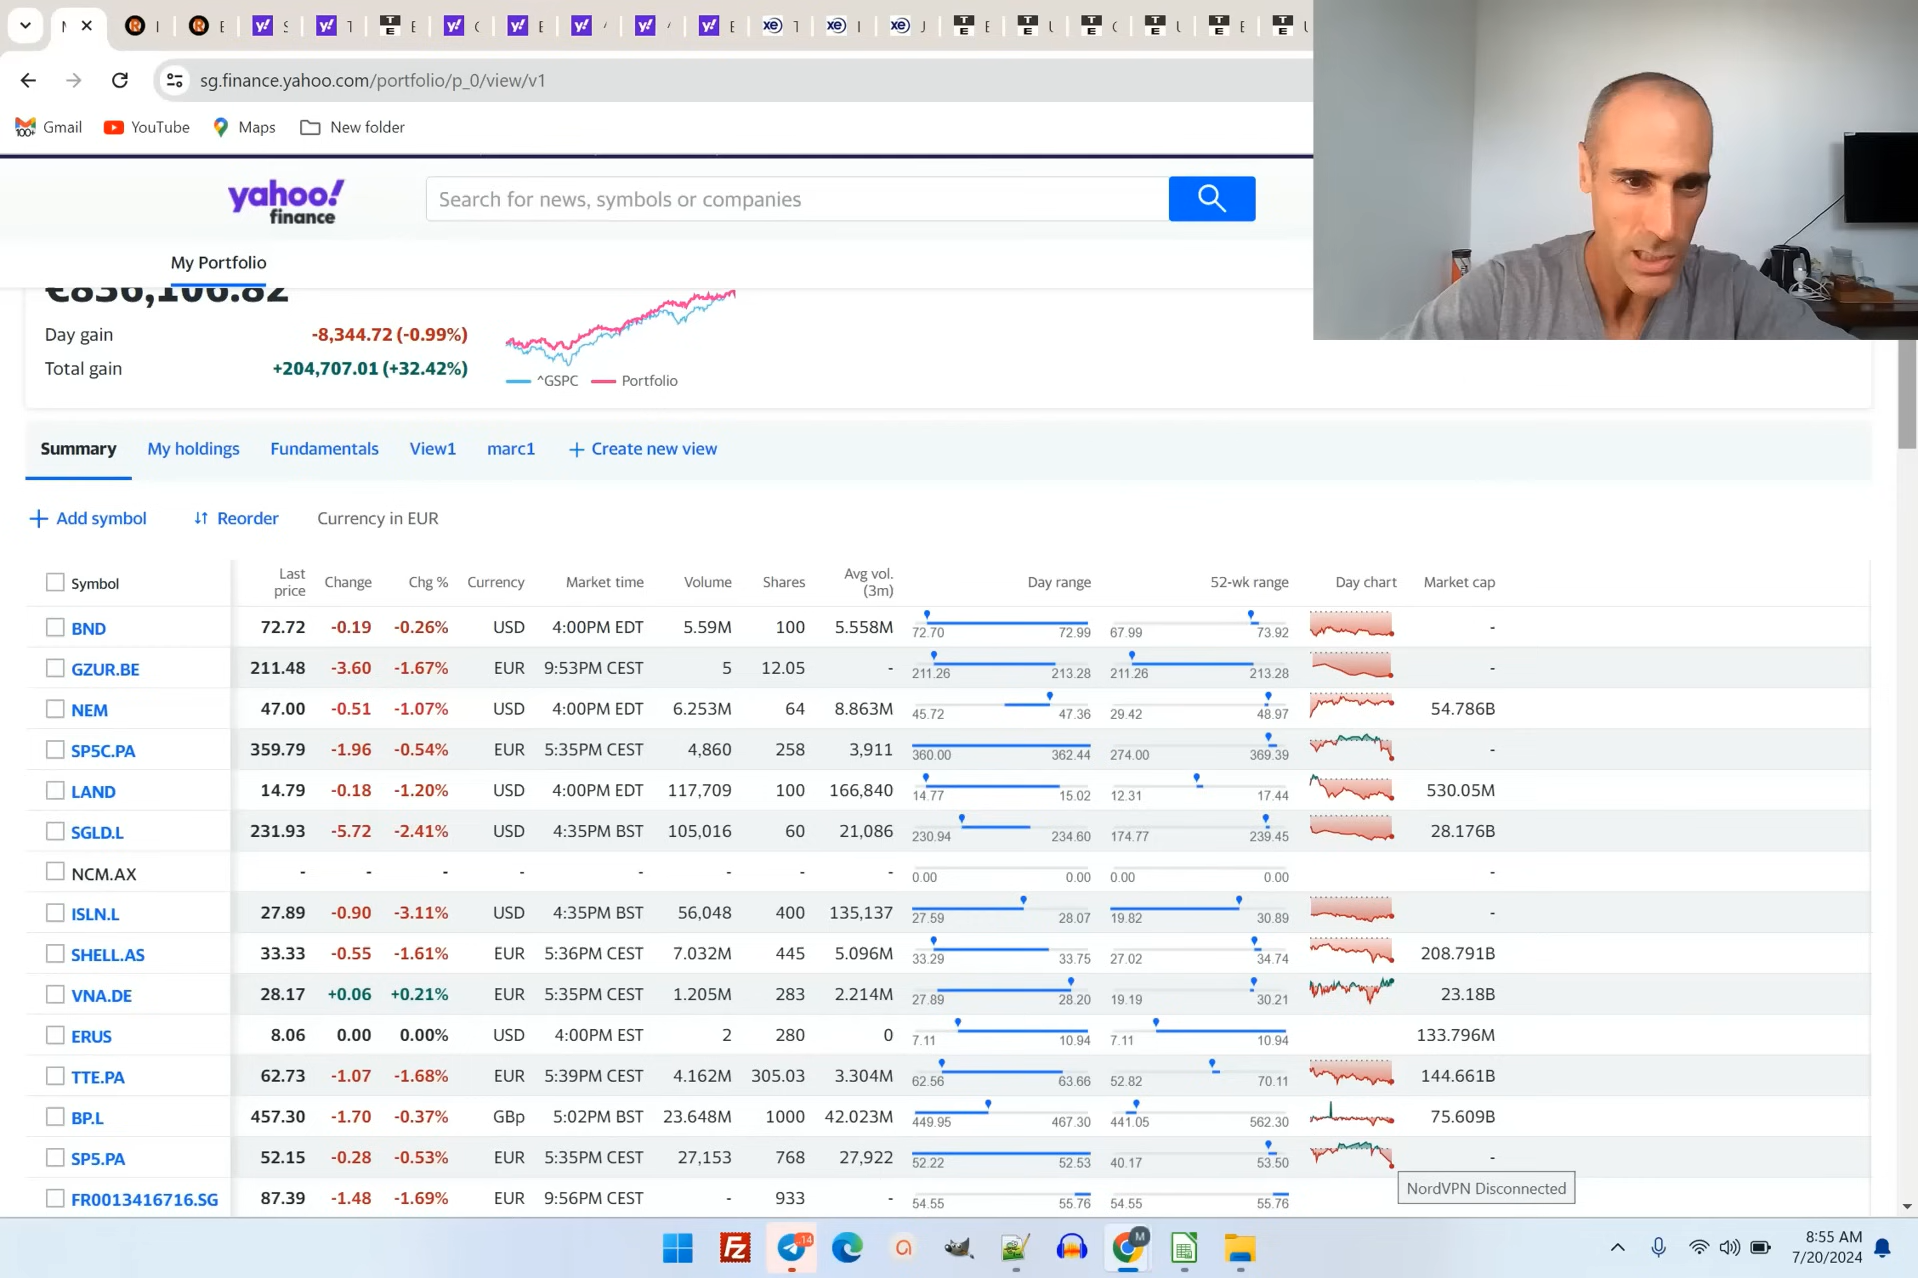 sg.finance.yahoo.com/portfolio/p_0/view/v1
Gmail YouTube Maps New folder
yahoo! finance
Search for news, symbols or companies
My Portfolio
€836,106.82
Day gain -8,344.72 (-0.99%)
Total gain +204,707.01 (+32.42%)
^GSPC Portfolio
Summary My holdings Fundamentals View1 marc1 + Create new view
+ Add symbol Reorder Currency in EUR
Symbol Last price Change Chg % Currency Market time Volume Shares Avg vol. (3m) Day range 52-wk range Day chart Market cap
BND 72.72 -0.19 -0.26% USD 4:00PM EDT 5.59M 100 5.558M 72.70 72.99 67.99 73.92 -
GZUR.BE 211.48 -3.60 -1.67% EUR 9:53PM CEST 5 12.05 - 211.26 213.28 211.26 213.28 -
NEM 47.00 -0.51 -1.07% USD 4:00PM EDT 6.253M 64 8.863M 45.72 47.36 29.42 48.97 54.786B
SP5C.PA 359.79 -1.96 -0.54% EUR 5:35PM CEST 4,860 258 3,911 360.00 362.44 274.00 369.39 -
LAND 14.79 -0.18 -1.20% USD 4:00PM EDT 117,709 100 166,840 14.77 15.02 12.31 17.44 530.05M
SGLD.L 231.93 -5.72 -2.41% USD 4:35PM BST 105,016 60 21,086 230.94 234.60 174.77 239.45 28.176B
NCM.AX - - - - - - - - 0.00 0.00 0.00 0.00 -
ISLN.L 27.89 -0.90 -3.11% USD 4:35PM BST 56,048 400 135,137 27.59 28.07 19.82 30.89 -
SHELL.AS 33.33 -0.55 -1.61% EUR 5:36PM CEST 7.032M 445 5.096M 33.29 33.75 27.02 34.74 208.791B
VNA.DE 28.17 +0.06 +0.21% EUR 5:35PM CEST 1.205M 283 2.214M 27.89 28.20 19.19 30.21 23.18B
ERUS 8.06 0.00 0.00% USD 4:00PM EST 2 280 0 7.11 10.94 7.11 10.94 133.796M
TTE.PA 62.73 -1.07 -1.68% EUR 5:39PM CEST 4.162M 305.03 3.304M 62.56 63.66 52.82 70.11 144.661B
BP.L 457.30 -1.70 -0.37% GBp 5:02PM BST 23.648M 1000 42.023M 449.95 467.30 441.05 562.30 75.609B
SP5.PA 52.15 -0.28 -0.53% EUR 5:35PM CEST 27,153 768 27,922 52.22 52.53 40.17 53.50 -
FR0013416716.SG 87.39 -1.48 -1.69% EUR 9:56PM CEST - 933 - 54.55 55.76 54.55 55.76
NordVPN Disconnected
14
M
8:55 AM
7/20/2024